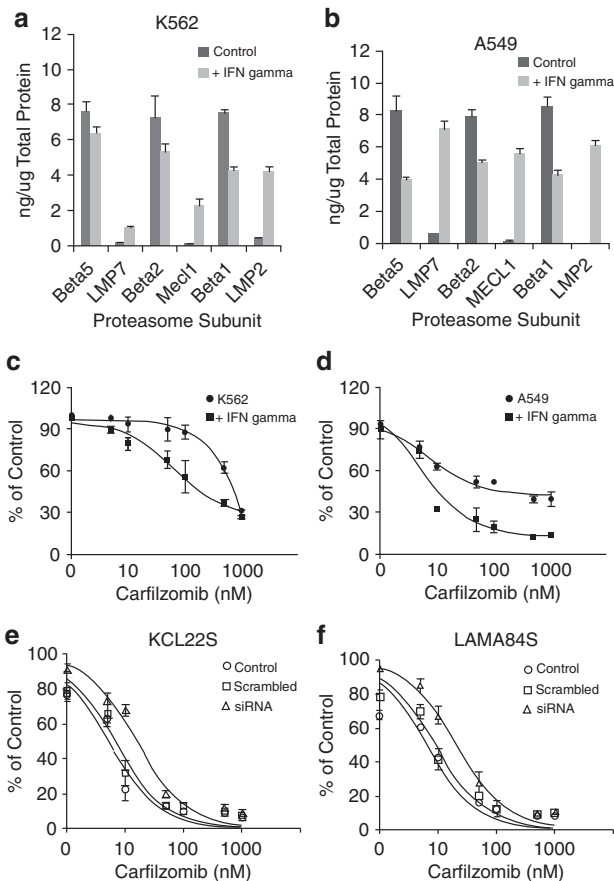 a
K562
Control
+ IFN gamma
ng/ug Total Protein
12
10
8
6
4
2
0
Beta5
LMP7
Beta2
Mecl1
Beta1
LMP2
Proteasome Subunit
b
A549
Control
+ IFN gamma
ng/ug Total Protein
12
10
8
6
4
2
0
Beta5
LMP7
Beta2
MECL1
Beta1
LMP2
Proteasome Subunit
c
K562
+ IFN gamma
% of Control
120
90
60
30
0
0 10 100 1000
Carfilzomib (nM)
d
A549
+ IFN gamma
% of Control
120
90
60
30
0
0 10 100 1000
Carfilzomib (nM)
e
KCL22S
Control
Scrambled
siRNA
% of Control
100
80
60
40
20
0
0 10 100 1000
Carfilzomib (nM)
f
LAMA84S
Control
Scrambled
siRNA
% of Control
100
80
60
40
20
0
0 10 100 1000
Carfilzomib (nM)